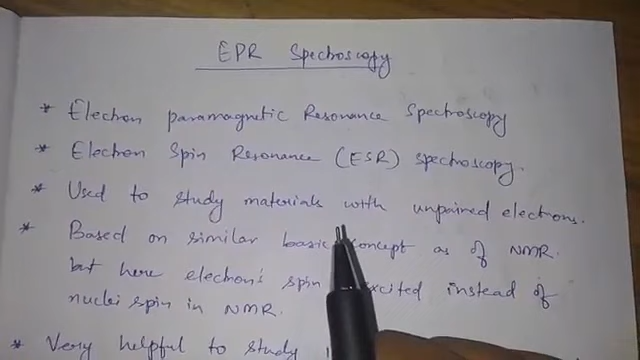 EPR Spectroscopy
* Electron paramagnetic Resonance Spectroscopy
* Electron Spin Resonance (ESR) spectroscopy.
* Used to study materials with unpaired electrons.
* Based on similar basic concept as of NMR.
but here electron's spin excited instead of
nuclei spin in NMR.
* Very helpful to study